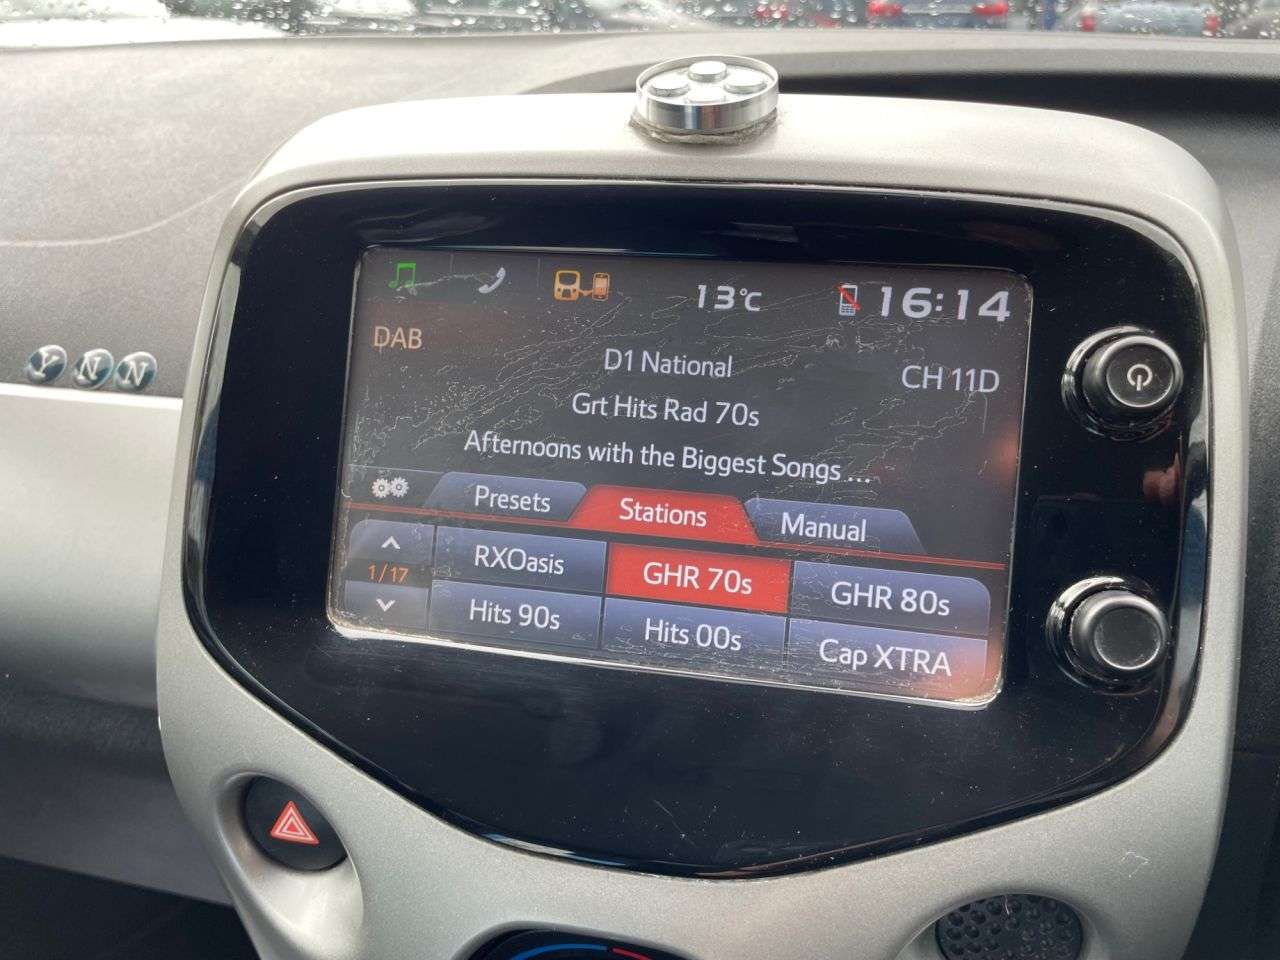 13°C
16:14
DAB
D1 National
CH 11D
Grt Hits Rad 70s
Afternoons with the Biggest Songs ...
Presets
Stations
Manual
1/17
RXOasis
GHR 70s
GHR 80s
Hits 90s
Hits 00s
Cap XTRA
Y N N